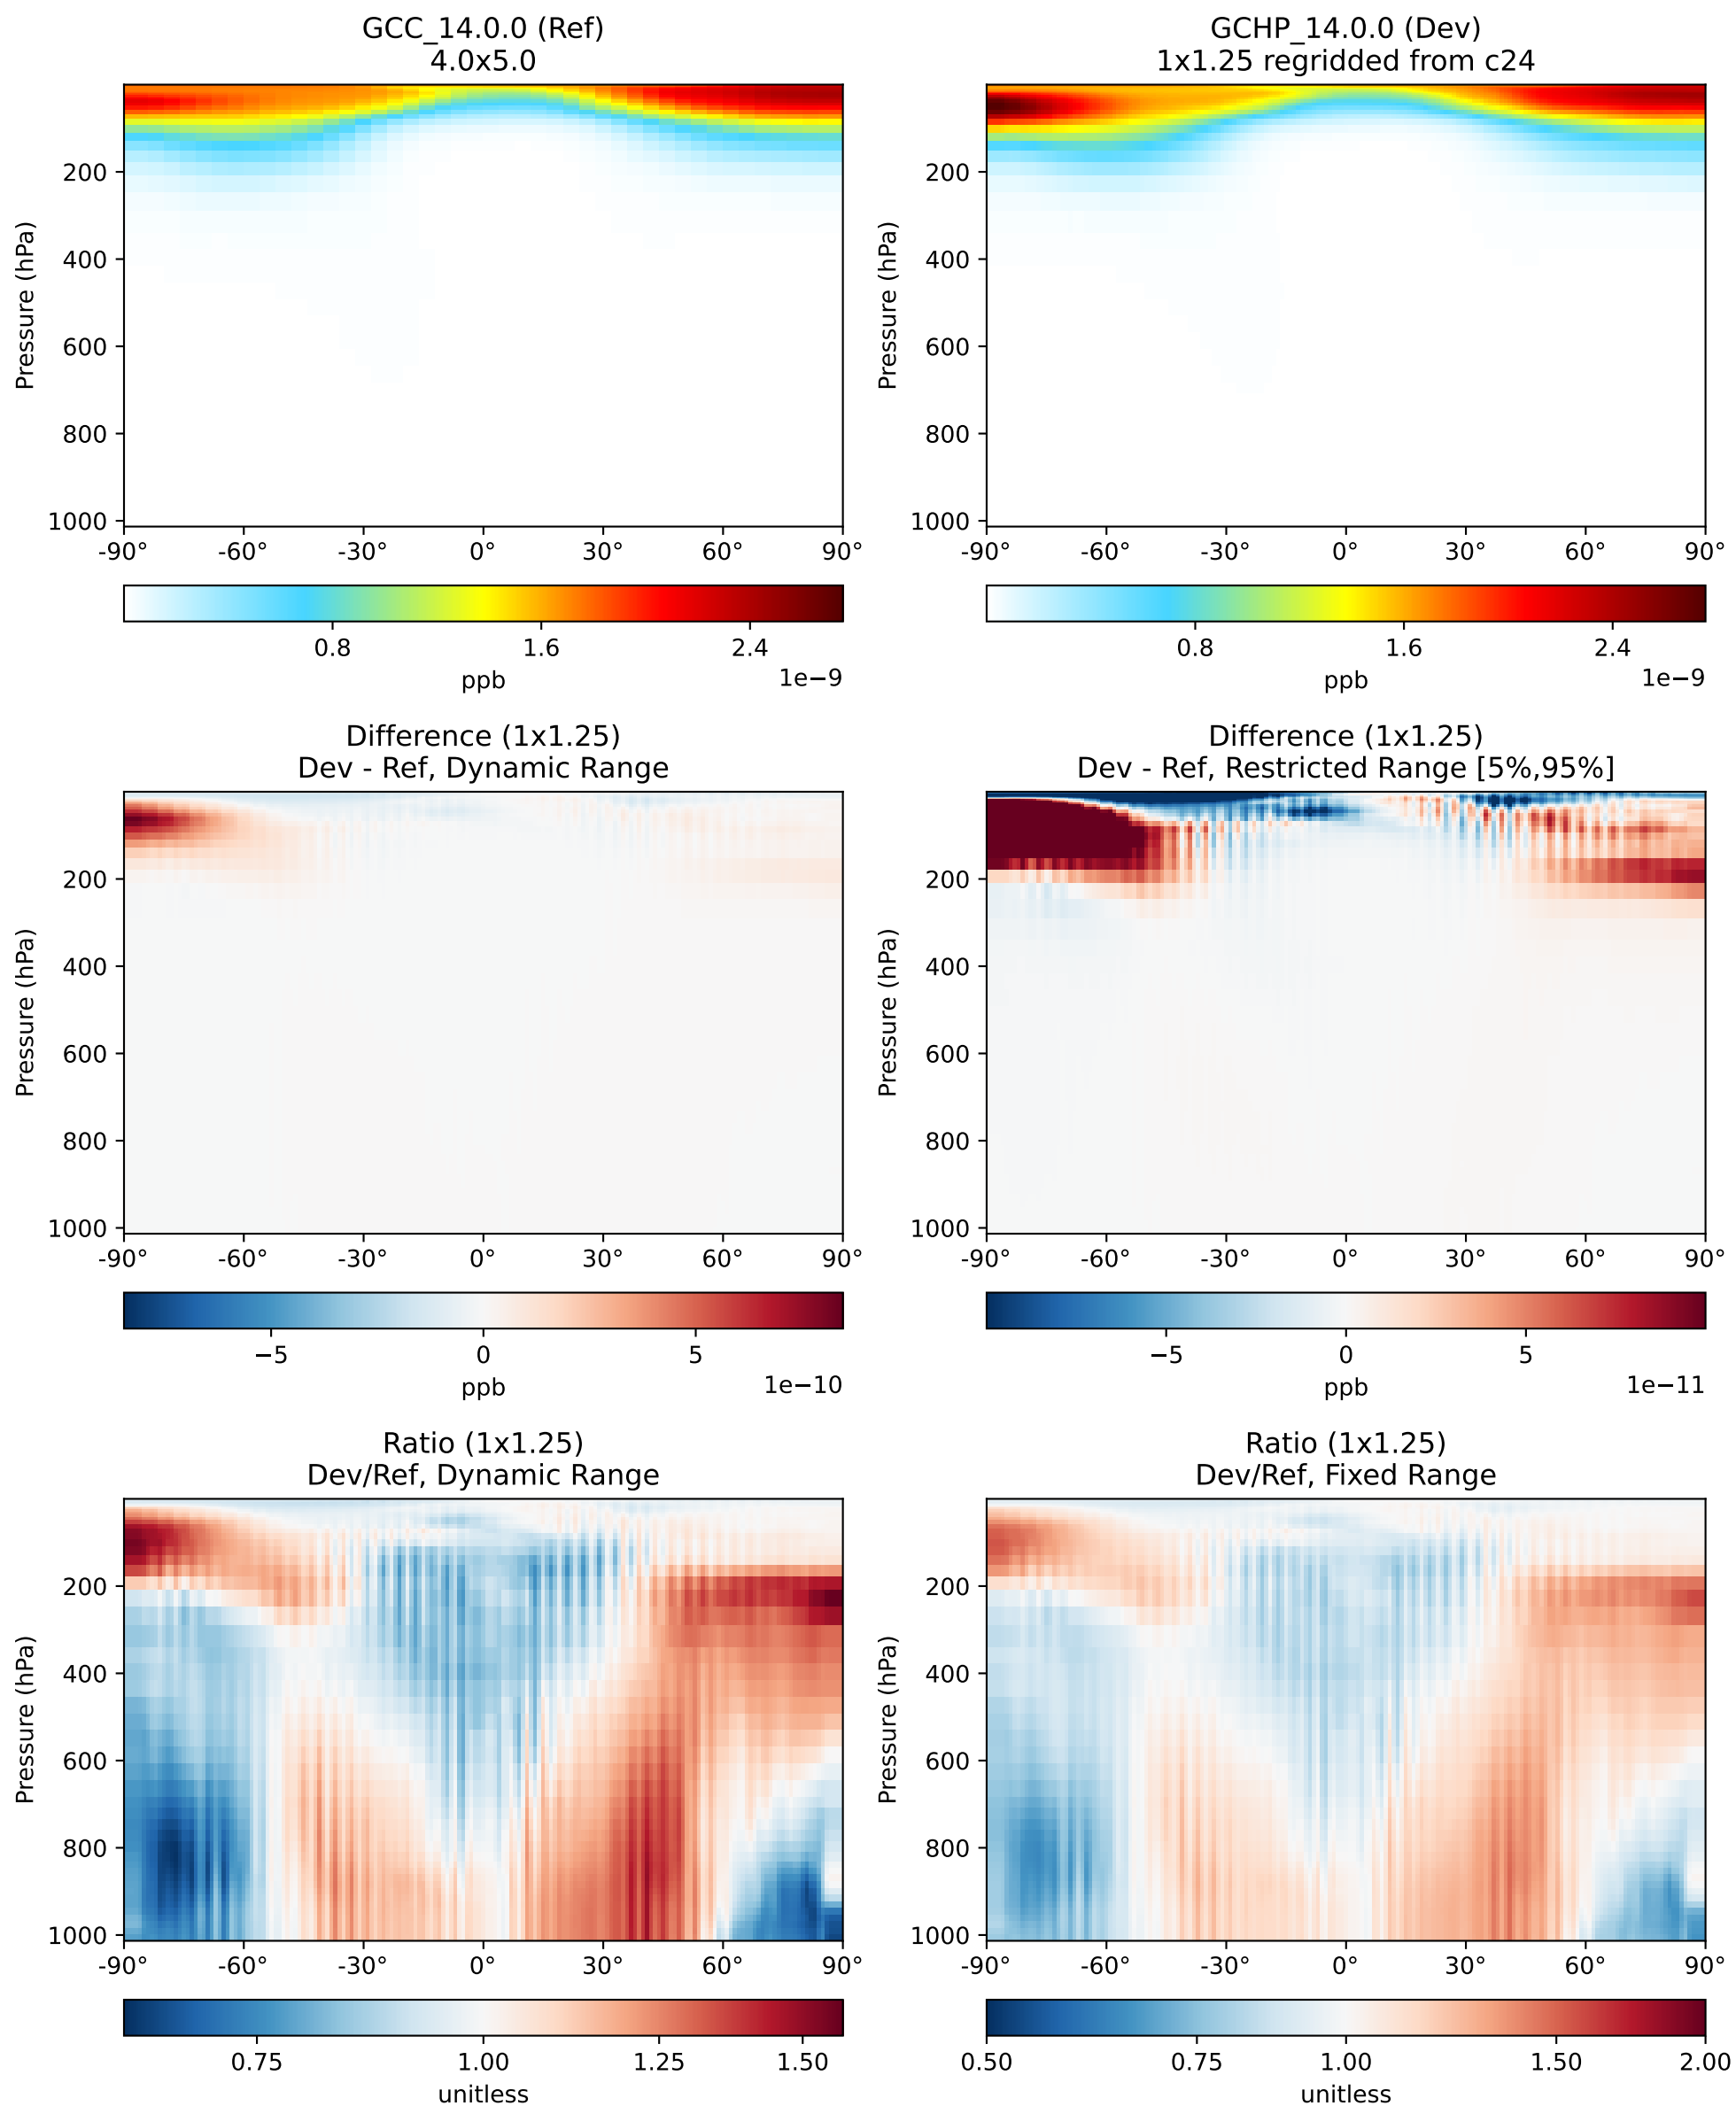 GCC_14.0.0 (Ref)
4.0x5.0
Pressure (hPa)
200
400
600
800
1000
-90° -60° -30° 0° 30° 60° 90°
0.8 1.6 2.4
ppb
1e−9
GCHP_14.0.0 (Dev)
1x1.25 regridded from c24
Pressure (hPa)
200
400
600
800
1000
-90° -60° -30° 0° 30° 60° 90°
0.8 1.6 2.4
ppb
1e−9
Difference (1x1.25)
Dev - Ref, Dynamic Range
Pressure (hPa)
200
400
600
800
1000
-90° -60° -30° 0° 30° 60° 90°
−5 0 5
ppb
1e−10
Difference (1x1.25)
Dev - Ref, Restricted Range [5%,95%]
Pressure (hPa)
200
400
600
800
1000
-90° -60° -30° 0° 30° 60° 90°
−5 0 5
ppb
1e−11
Ratio (1x1.25)
Dev/Ref, Dynamic Range
Pressure (hPa)
200
400
600
800
1000
-90° -60° -30° 0° 30° 60° 90°
0.75 1.00 1.25 1.50
unitless
Ratio (1x1.25)
Dev/Ref, Fixed Range
Pressure (hPa)
200
400
600
800
1000
-90° -60° -30° 0° 30° 60° 90°
0.50 0.75 1.00 1.50 2.00
unitless